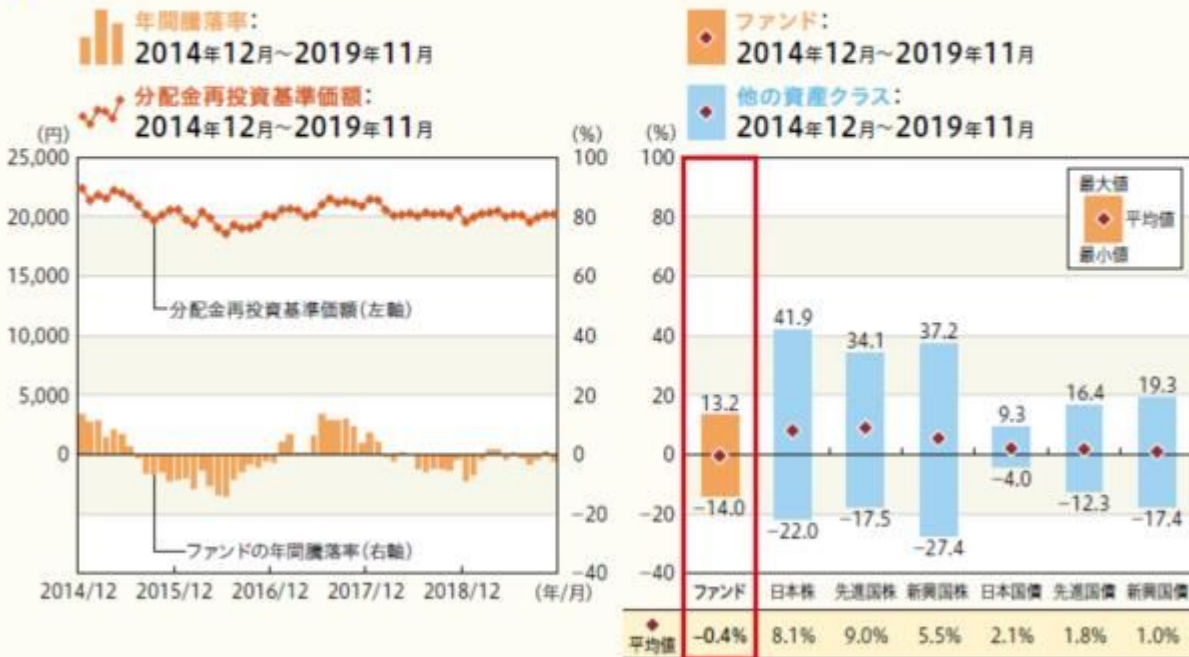 年間騰落率：
2014年12月～2019年11月
分配金再投資基準価額：
2014年12月～2019年11月
(円)
(%)
25,000
20,000
15,000
10,000
5,000
0
100
80
60
40
20
0
−20
−40
分配金再投資基準価額(左軸)
ファンドの年間騰落率(右軸)
2014/12 2015/12 2016/12 2017/12 2018/12 (年/月)
ファンド：
2014年12月～2019年11月
他の資産クラス：
2014年12月～2019年11月
(%)
100
80
60
40
20
0
−20
−40
最大値
平均値
最小値
13.2 41.9 34.1 37.2 9.3 16.4 19.3
−14.0 −22.0 −17.5 −27.4 −4.0 −12.3 −17.4
ファンド 日本株 先進国株 新興国株 日本国債 先進国債 新興国債
平均値 −0.4% 8.1% 9.0% 5.5% 2.1% 1.8% 1.0%